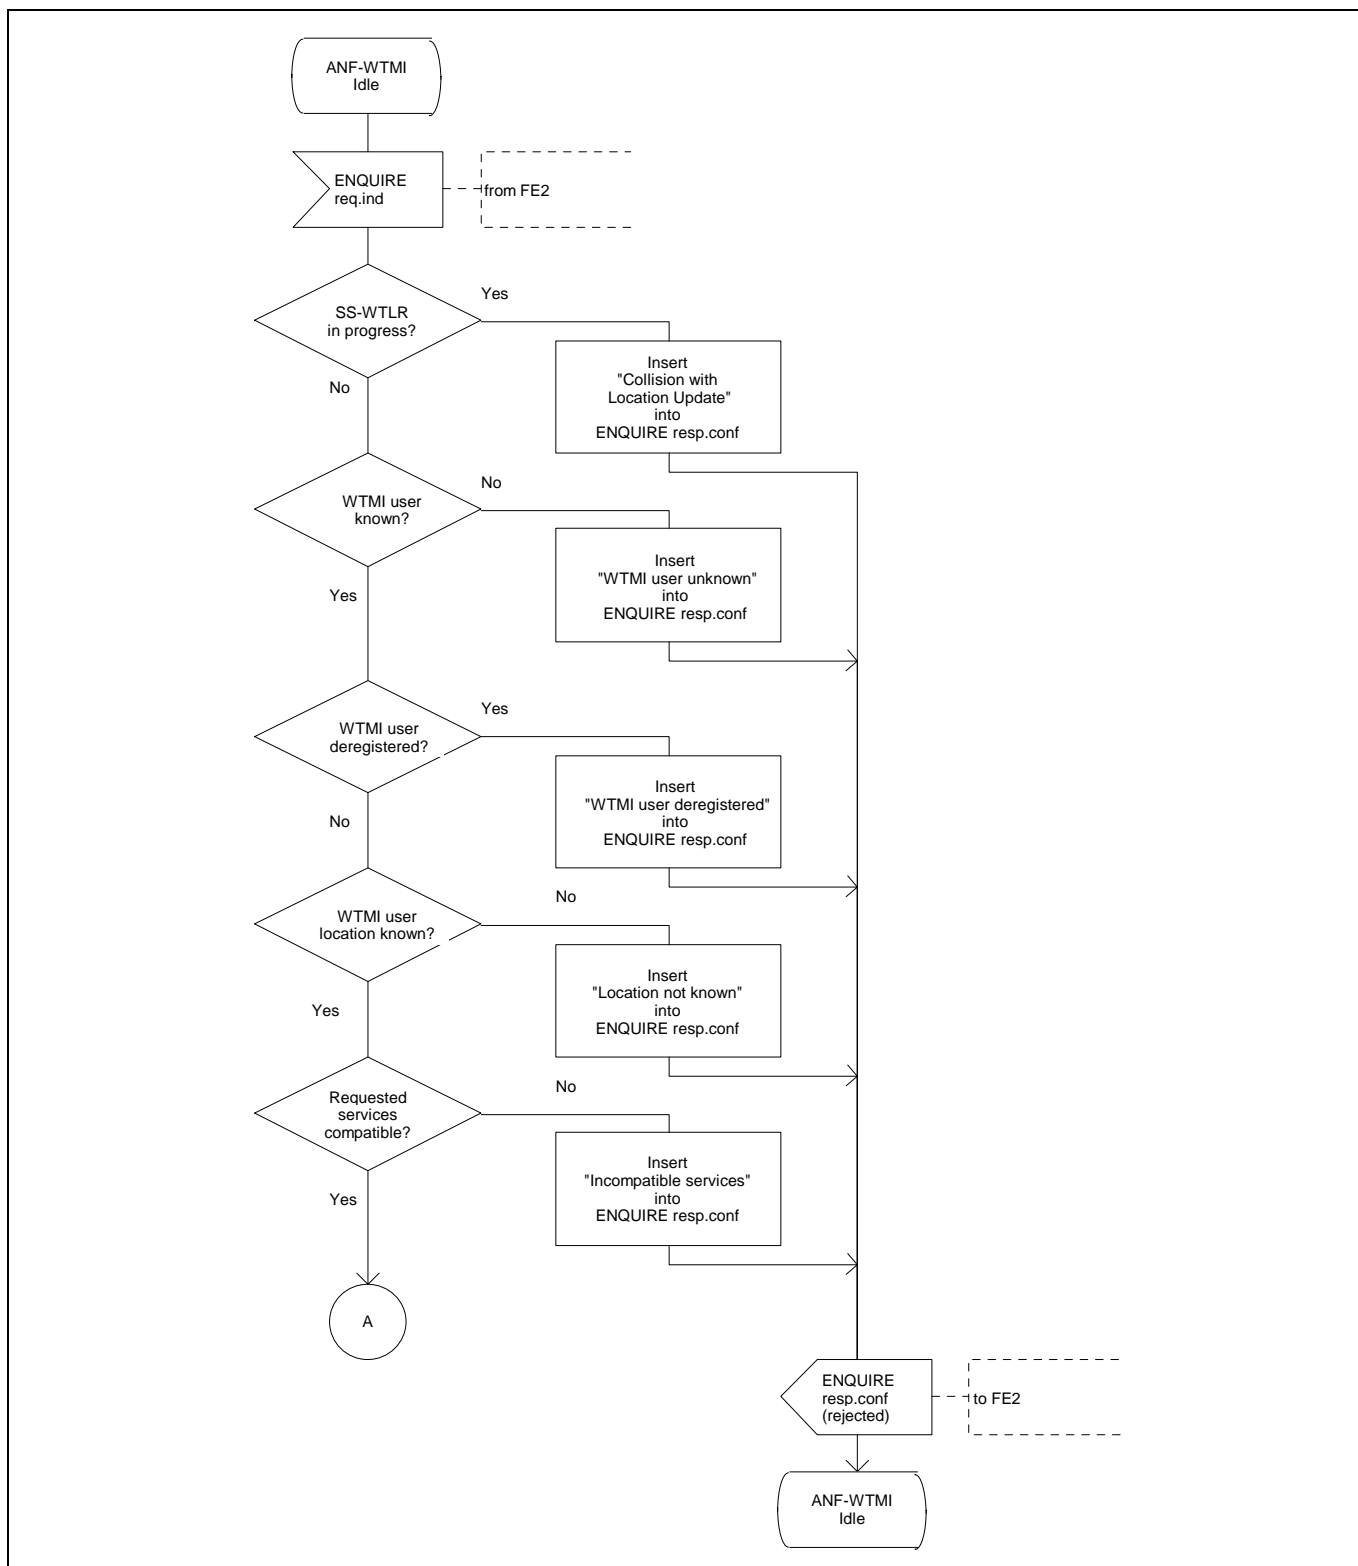 ANF-WTMI
Idle
ENQUIRE
req.ind
from FE2
SS-WTLR
in progress?
Yes
No
Insert
"Collision with
Location Update"
into
ENQUIRE resp.conf
WTMI user
known?
No
Yes
Insert
"WTMI user unknown"
into
ENQUIRE resp.conf
WTMI user
deregistered?
Yes
No
Insert
"WTMI user deregistered"
into
ENQUIRE resp.conf
WTMI user
location known?
No
Yes
Insert
"Location not known"
into
ENQUIRE resp.conf
Requested
services
compatible?
No
Yes
Insert
"Incompatible services"
into
ENQUIRE resp.conf
A
ENQUIRE
resp.conf
(rejected)
to FE2
ANF-WTMI
Idle